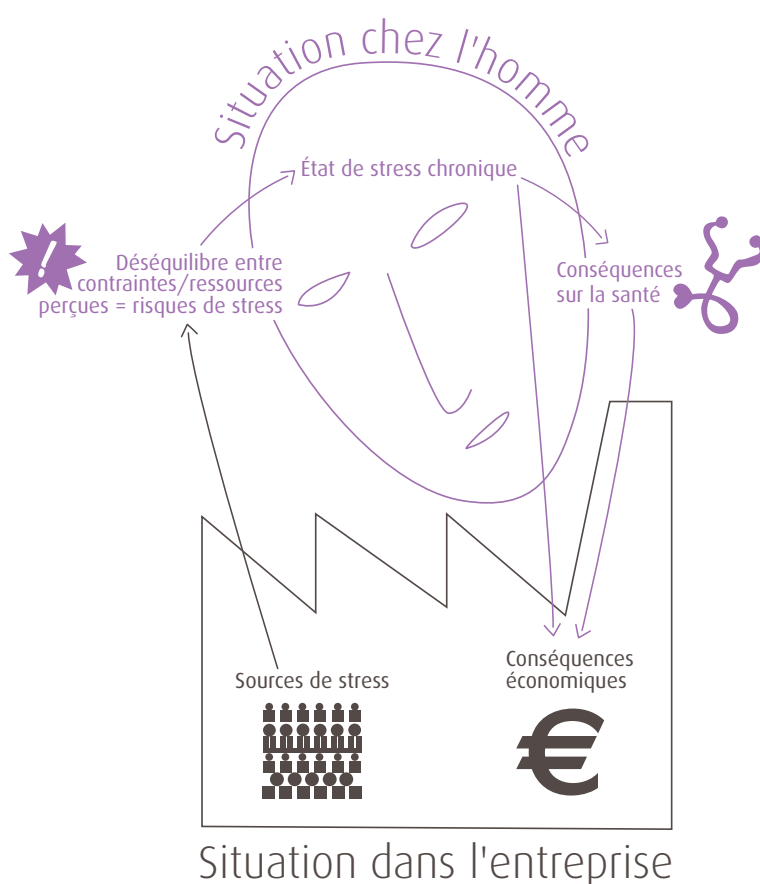 Situation chez l'homme
État de stress chronique
Déséquilibre entre
contraintes/ressources
perçues = risques de stress
!
Conséquences
sur la santé
Sources de stress
Conséquences
économiques
€
Situation dans l'entreprise